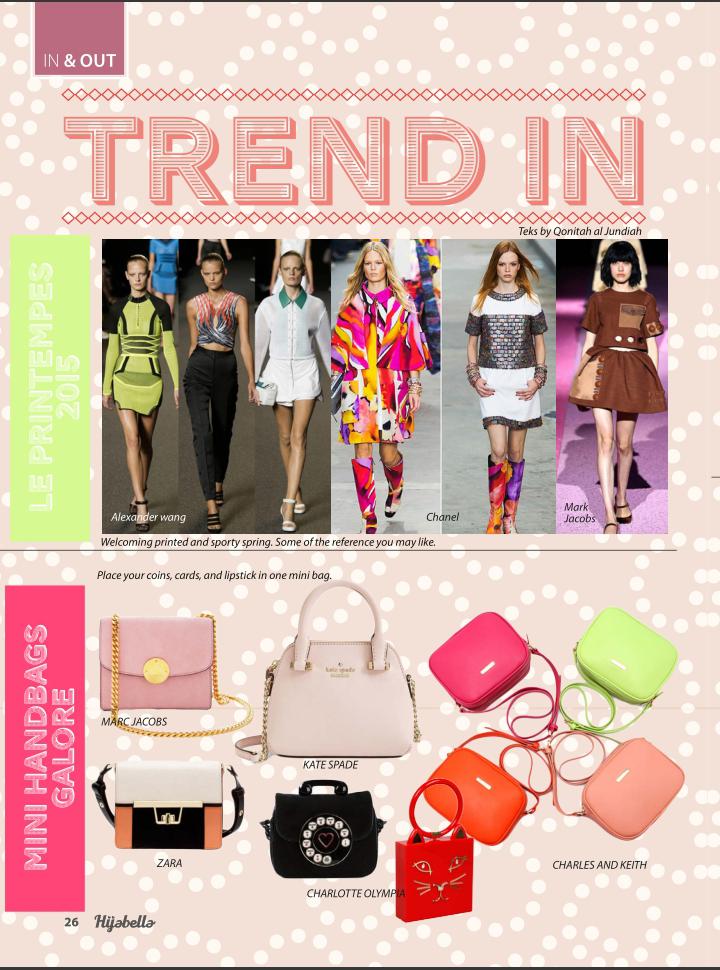 IN & OUT
TREND IN
Teks by Qonitah al Jundiah
LE PRINTEMPES
2015
Alexander wang
Chanel
Mark
Jacobs
Welcoming printed and sporty spring. Some of the reference you may like.
Place your coins, cards, and lipstick in one mini bag.
MINI HANDBAGS
GALORE
MARC JACOBS
kate spade
KATE SPADE
ZARA
CHARLOTTE OLYMPIA
CHARLES AND KEITH
26 Hijabella